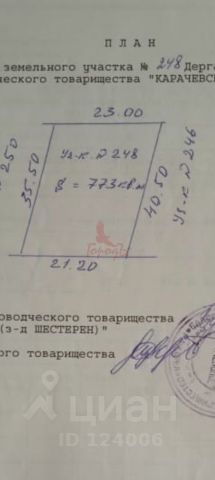 П Л А Н
земельного участка № 248 Дерга
ческого товарищества "КАРАЧЕВС
23.00
250
35.50
Уч-к. № 248
S = 773 кв.м
40.50
Уч-к № 246
Город
21.20
оводческого товарищества
(з-д ШЕСТЕРЕН)"
ого товарищества
циан
ID 124006